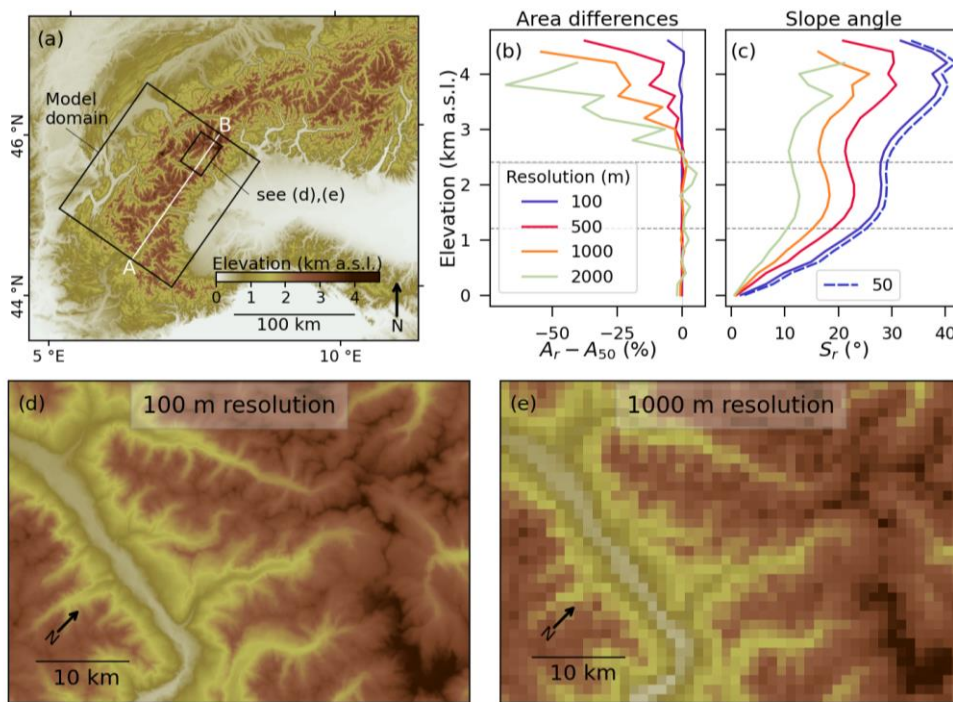 (a)
Model
domain
B
A
see (d),(e)
Elevation (km a.s.l.)
0 1 2 3 4
100 km
N
46 °N
44 °N
5 °E
10 °E
Area differences
(b)
Elevation (km a.s.l.)
4
3
2
1
0
Resolution (m)
100
500
1000
2000
−50 −25 0
A_r − A_50 (%)
Slope angle
(c)
50
0 10 20 30 40
S_r (°)
(d)
100 m resolution
N
10 km
(e)
1000 m resolution
N
10 km